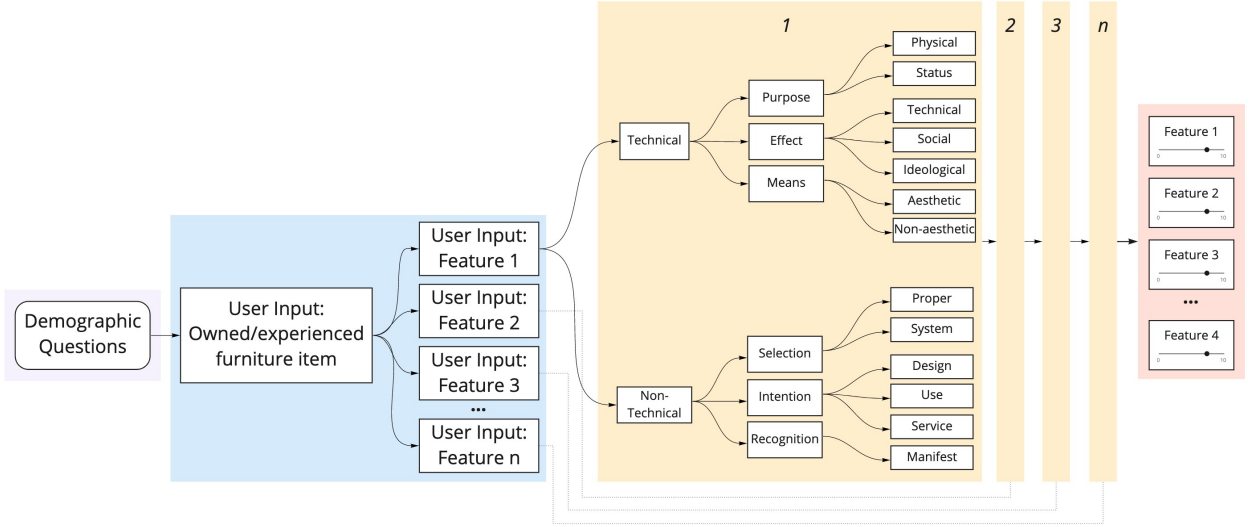 Demographic
Questions
User Input:
Owned/experienced
furniture item
User Input:
Feature 1
User Input:
Feature 2
User Input:
Feature 3
...
User Input:
Feature n
1
Technical
Purpose
Effect
Means
Physical
Status
Technical
Social
Ideological
Aesthetic
Non-aesthetic
Non-
Technical
Selection
Intention
Recognition
Proper
System
Design
Use
Service
Manifest
2
3
n
Feature 1
0 10
Feature 2
0 10
Feature 3
0 10
...
Feature 4
0 10